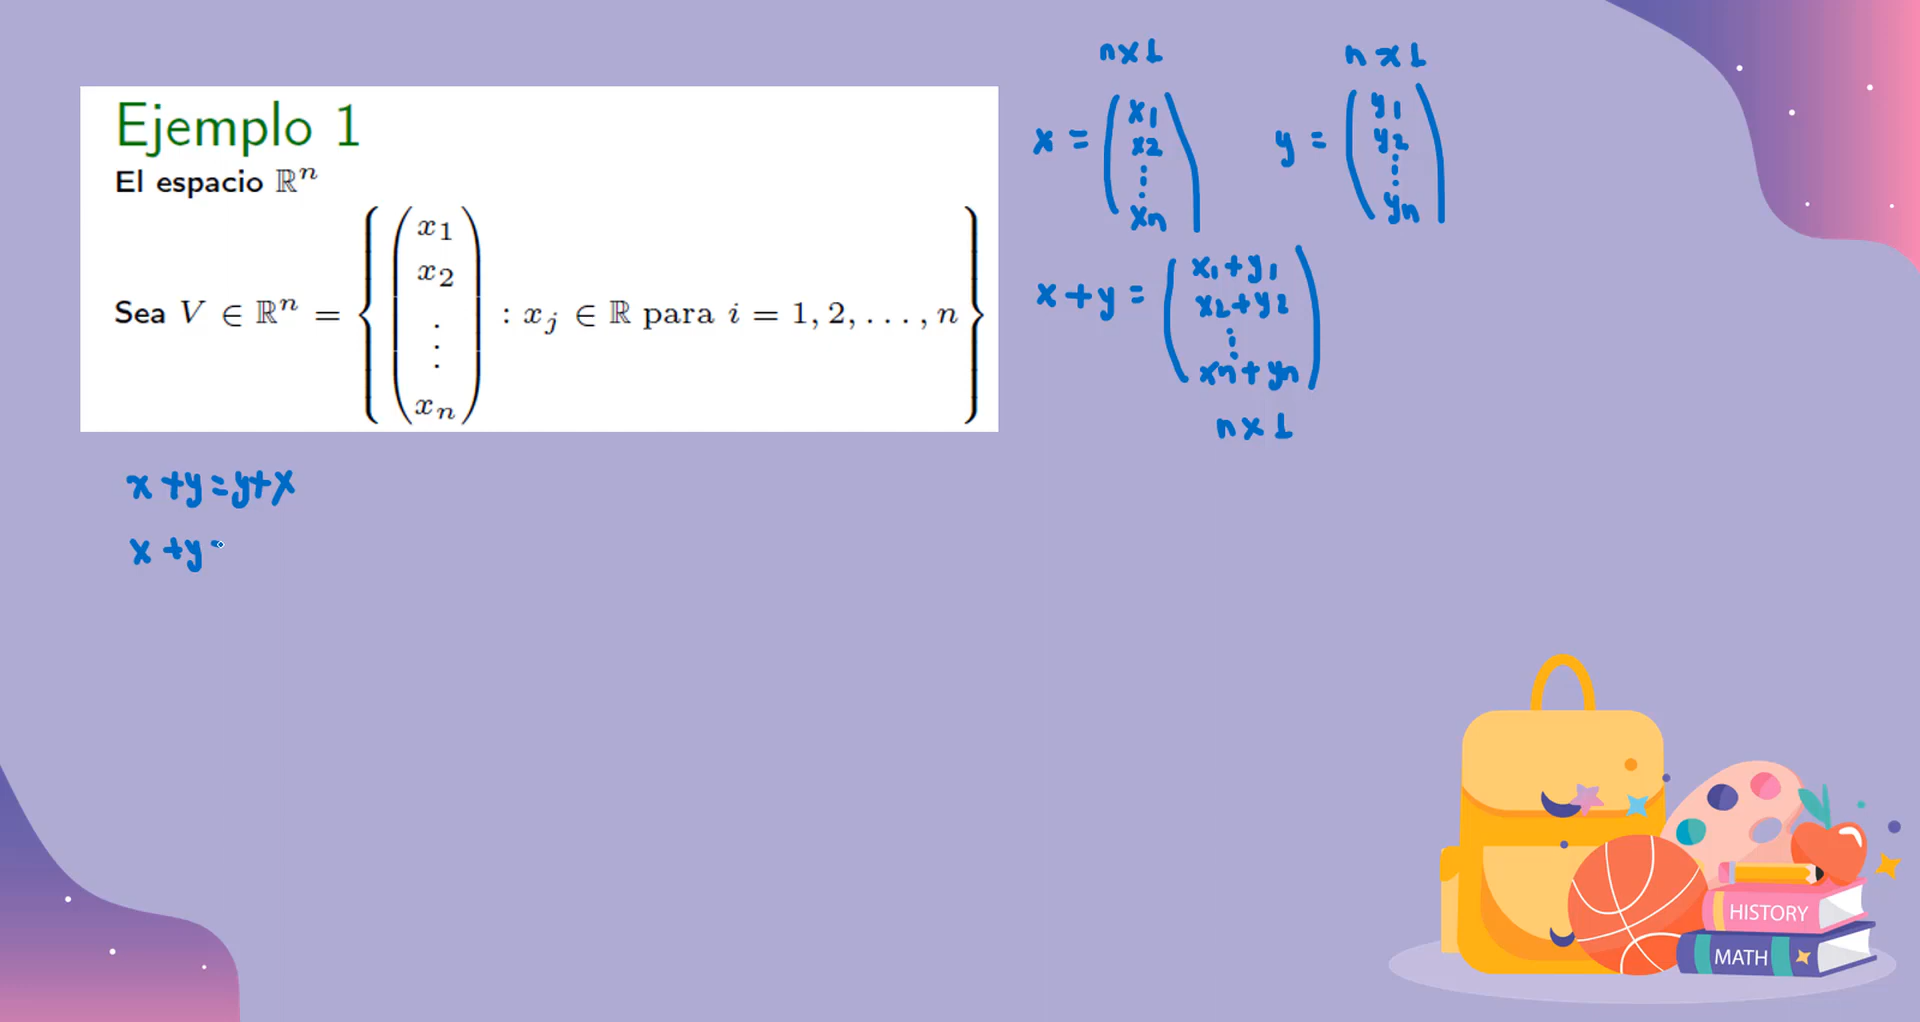 Ejemplo 1
El espacio ℝⁿ
Sea V ∈ ℝⁿ = { ( x₁ x₂ ⋮ xₙ ) : xⱼ ∈ ℝ para i = 1, 2, . . . , n }
n x 1
n x 1
x = ( x1 x2 ⋮ xn )
y = ( y1 y2 ⋮ yn )
x + y = ( x1 + y1 x2 + y2 ⋮ xn + yn )
n x 1
x + y = y + x
x + y
HISTORY
MATH